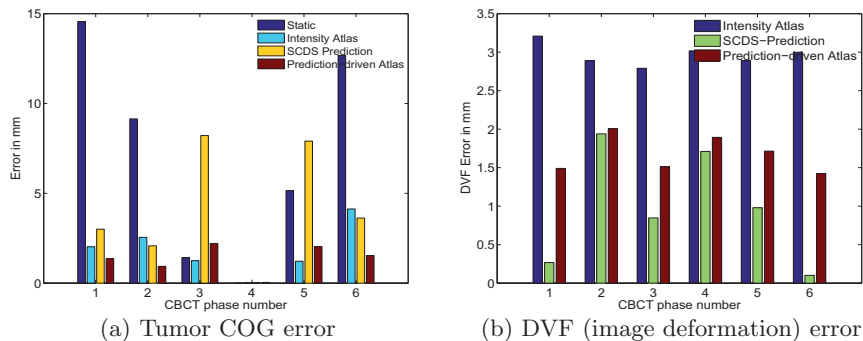 15
10
5
0
Error in mm
Static
Intensity Atlas
SCDS Prediction
Prediction-driven Atlas
1 2 3 4 5 6
CBCT phase number
(a) Tumor COG error
3.5
3
2.5
2
1.5
1
0.5
0
DVF Error in mm
Intensity Atlas
SCDS-Prediction
Prediction-driven Atlas
1 2 3 4 5 6
CBCT phase number
(b) DVF (image deformation) error